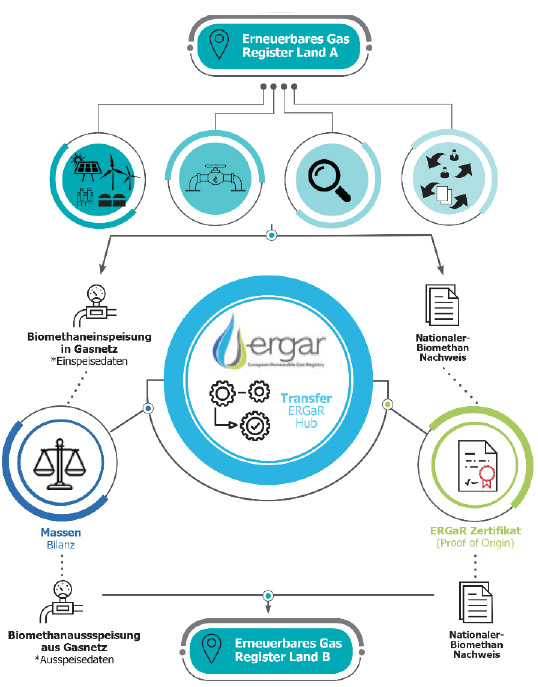 Erneuerbares Gas
Register Land A
Biomethaneinspeisung
in Gasnetz
*Einspeisedaten
Nationaler-
Biomethan
Nachweis
ergar
European Renewable Gas Registry
Transfer
ERGaR
Hub
Massen
Bilanz
ERGaR Zertifikat
(Proof of Origin)
Biomethanaussspeisung
aus Gasnetz
*Ausspeisedaten
Nationaler-
Biomethan
Nachweis
Erneuerbares Gas
Register Land B